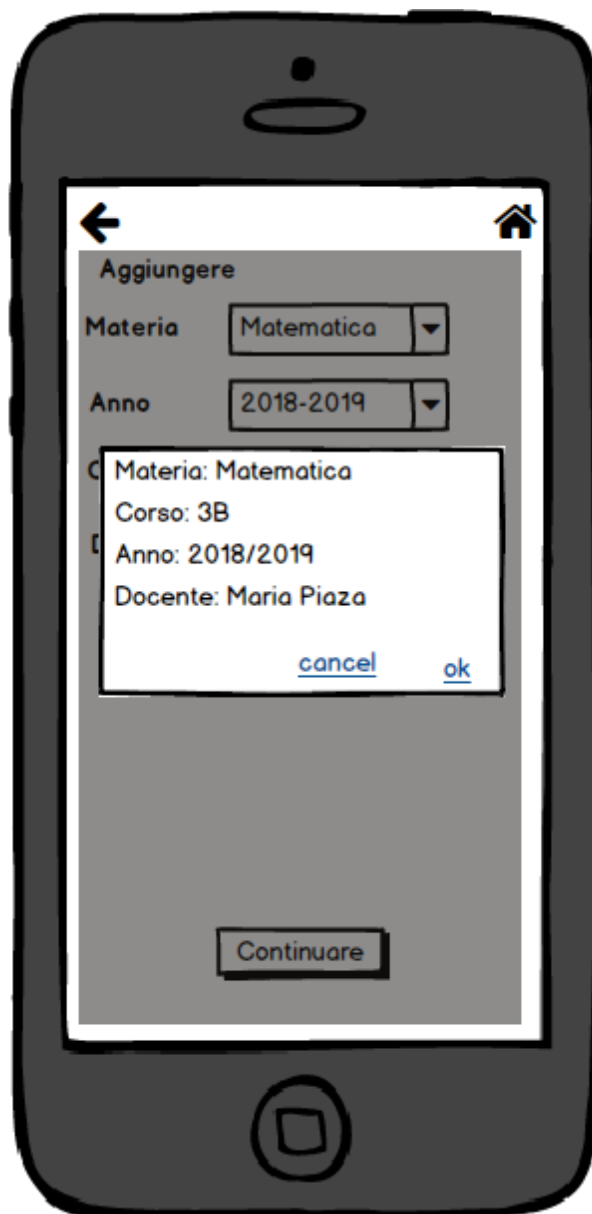 Aggiungere
Materia Matematica
Anno 2018-2019
Materia: Matematica
Corso: 3B
Anno: 2018/2019
Docente: Maria Piaza
cancel ok
Continuare